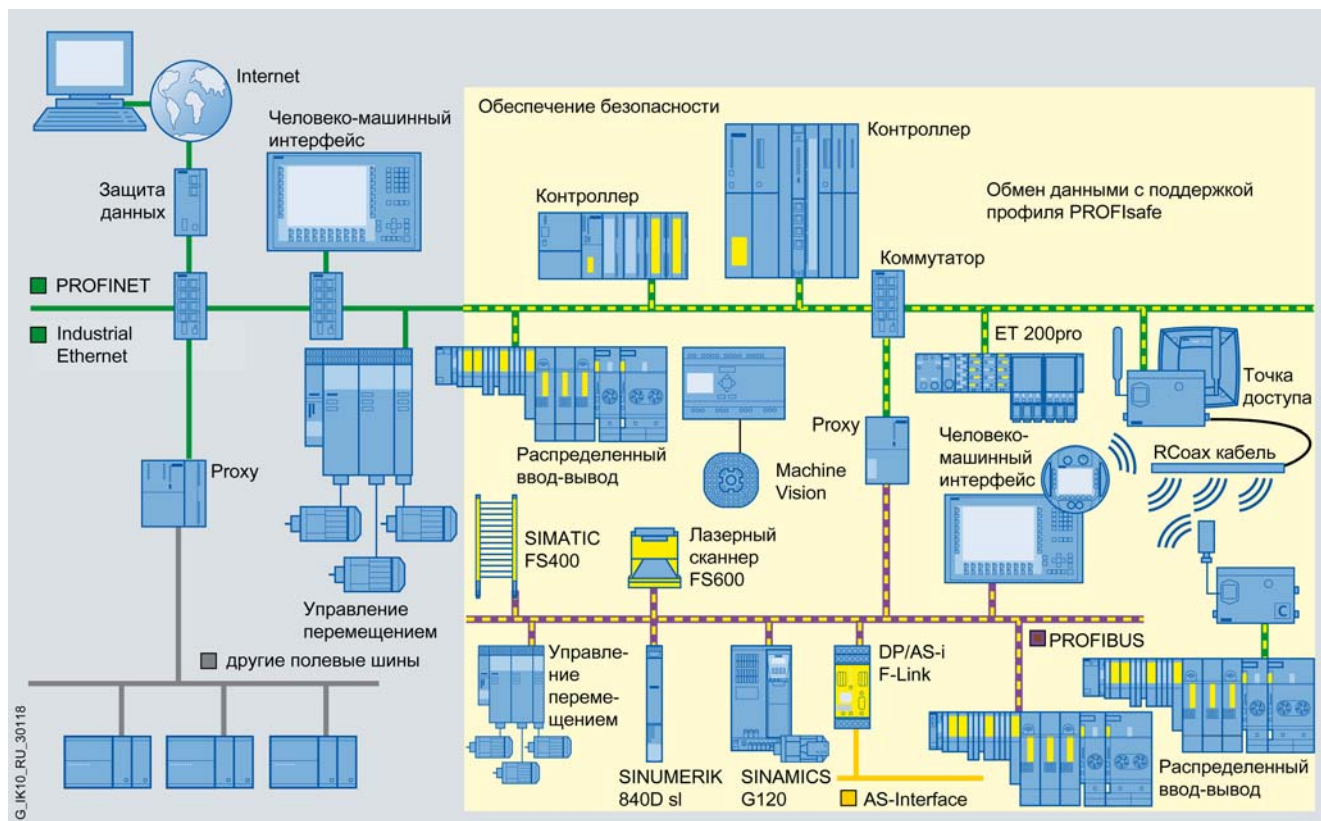 Internet
Человеко-машинный
интерфейс
Защита
данных
PROFINET
Industrial
Ethernet
Proxy
Управление
перемещением
другие полевые шины
G_IK10_RU_30118
Обеспечение безопасности
Контроллер
Контроллер
Обмен данными с поддержкой
профиля PROFIsafe
Коммутатор
ET 200pro
Точка
доступа
RCoax кабель
Распределенный
ввод-вывод
Machine
Vision
Proxy
Человеко-
машинный
интерфейс
SIMATIC
FS400
Лазерный
сканнер
FS600
PROFIBUS
Управле-
ние
переме-
щением
SINUMERIK
840D sl
SINAMICS
G120
DP/AS-i
F-Link
AS-Interface
C
Распределенный
ввод-вывод